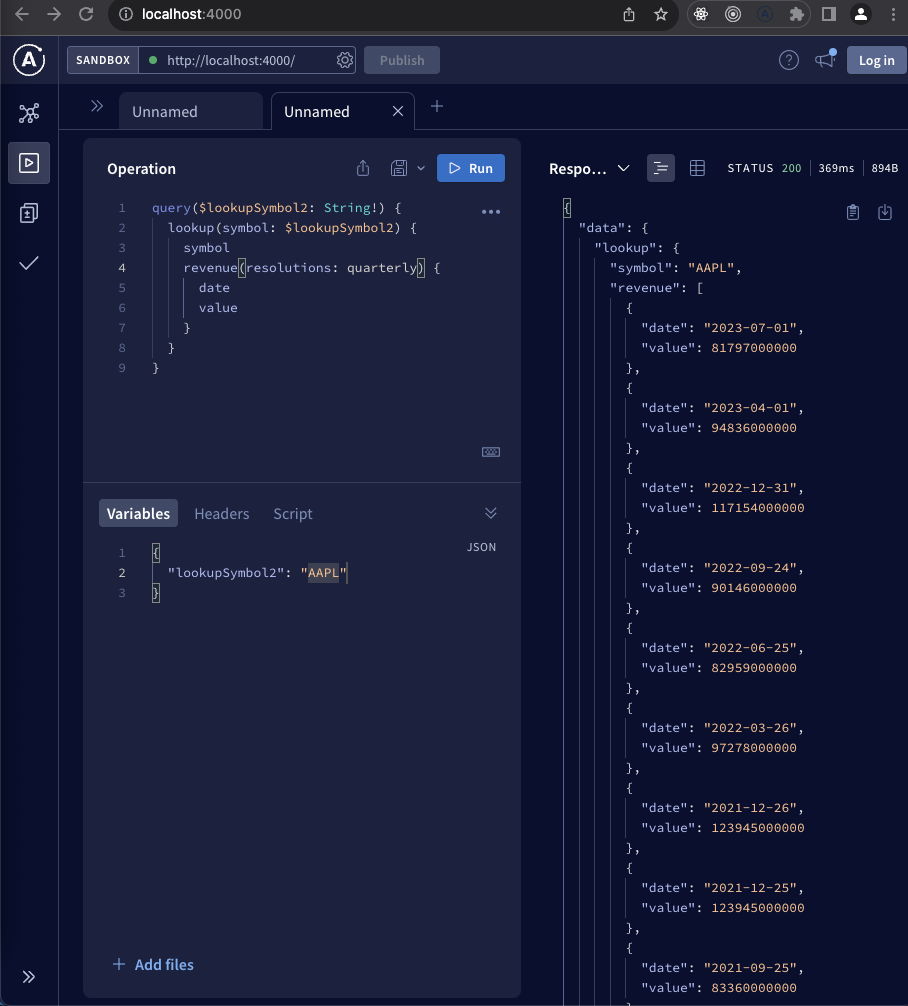 localhost:4000
SANDBOX
http://localhost:4000/
Publish
Log in
Unnamed
Unnamed
Operation
Run
1 query($lookupSymbol2: String!) {
2 lookup(symbol: $lookupSymbol2) {
3 symbol
4 revenue(resolutions: quarterly) {
5 date
6 value
7 }
8 }
9 }
Variables
Headers
Script
JSON
1 {
2 "lookupSymbol2": "AAPL"
3 }
Add files
Respo...
STATUS 200
369ms
894B
{
"data": {
"lookup": {
"symbol": "AAPL",
"revenue": [
{
"date": "2023-07-01",
"value": 81797000000
},
{
"date": "2023-04-01",
"value": 94836000000
},
{
"date": "2022-12-31",
"value": 117154000000
},
{
"date": "2022-09-24",
"value": 90146000000
},
{
"date": "2022-06-25",
"value": 82959000000
},
{
"date": "2022-03-26",
"value": 97278000000
},
{
"date": "2021-12-26",
"value": 123945000000
},
{
"date": "2021-12-25",
"value": 123945000000
},
{
"date": "2021-09-25",
"value": 83360000000